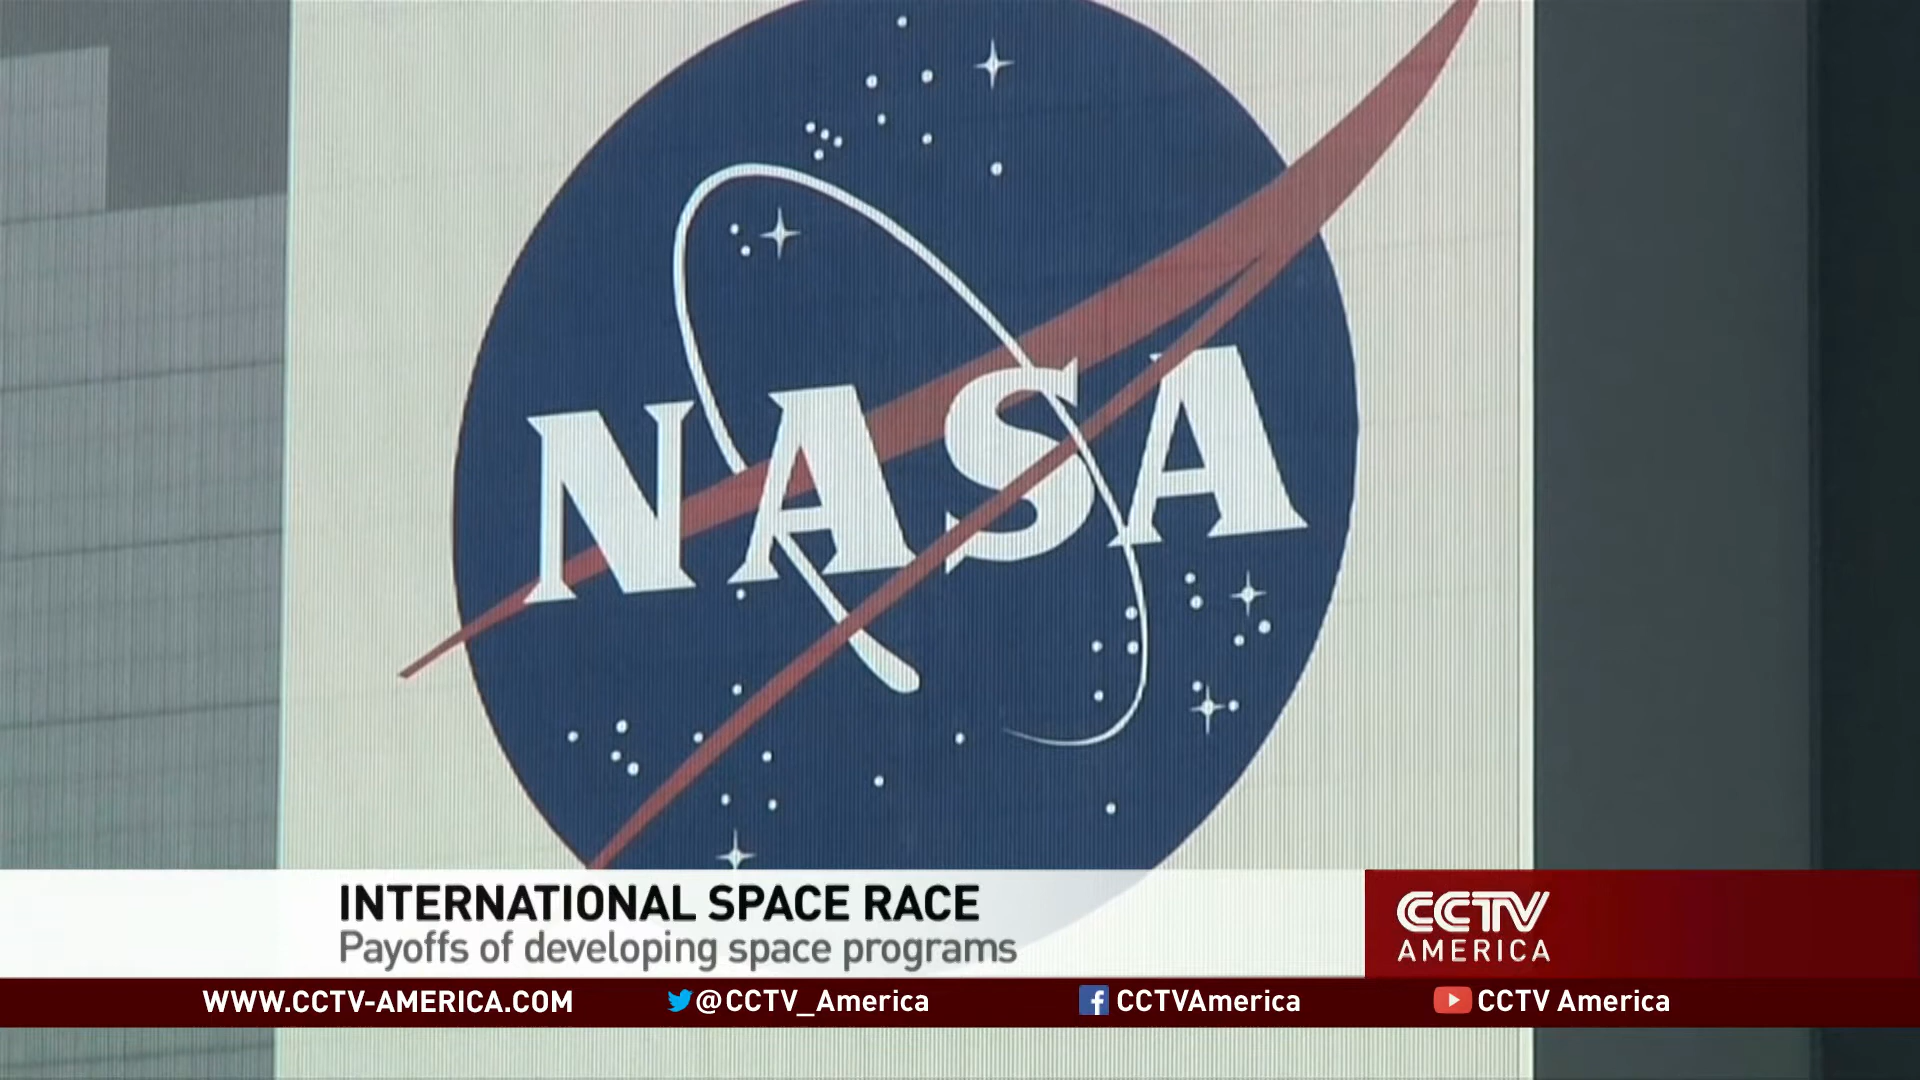 NASA
INTERNATIONAL SPACE RACE
Payoffs of developing space programs
CCTV
AMERICA
WWW.CCTV-AMERICA.COM
@CCTV_America
CCTVAmerica
CCTV America